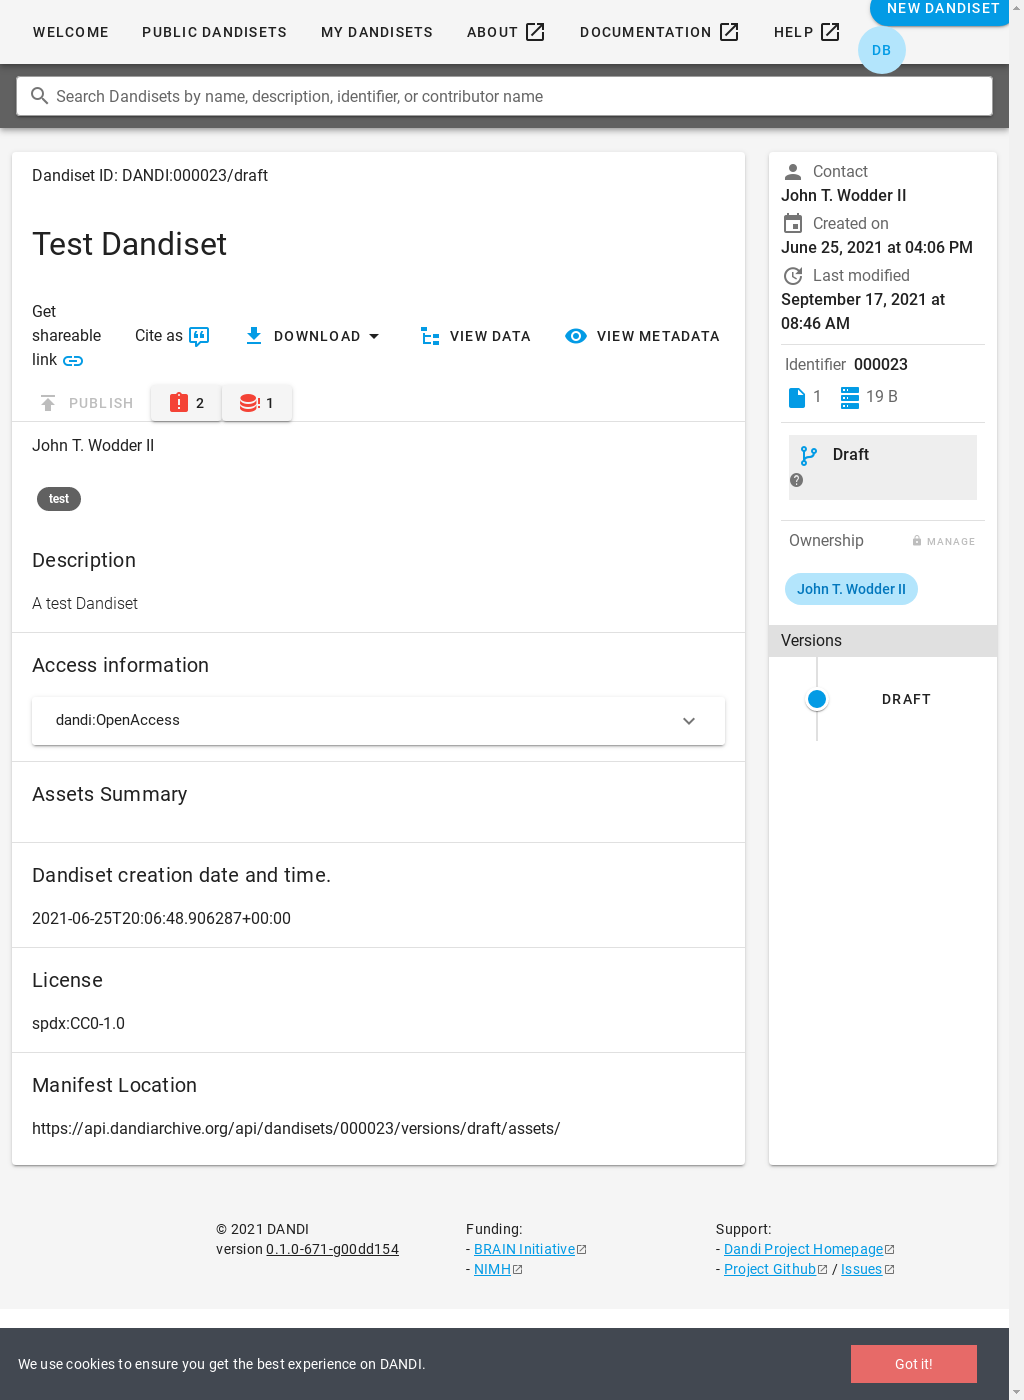 WELCOME
PUBLIC DANDISETS
MY DANDISETS
ABOUT
DOCUMENTATION
HELP
NEW DANDISET
DB
Search Dandisets by name, description, identifier, or contributor name
Dandiset ID: DANDI:000023/draft
Test Dandiset
Get
shareable
link
Cite as
DOWNLOAD
VIEW DATA
VIEW METADATA
PUBLISH
2
1
John T. Wodder II
test
Description
A test Dandiset
Access information
dandi:OpenAccess
Assets Summary
Dandiset creation date and time.
2021-06-25T20:06:48.906287+00:00
License
spdx:CC0-1.0
Manifest Location
https://api.dandiarchive.org/api/dandisets/000023/versions/draft/assets/
Contact
John T. Wodder II
Created on
June 25, 2021 at 04:06 PM
Last modified
September 17, 2021 at
08:46 AM
Identifier 000023
1 19 B
Draft
Ownership
MANAGE
John T. Wodder II
Versions
DRAFT
© 2021 DANDI
version 0.1.0-671-g00dd154
Funding:
- BRAIN Initiative
- NIMH
Support:
- Dandi Project Homepage
- Project Github / Issues
We use cookies to ensure you get the best experience on DANDI.
Got it!